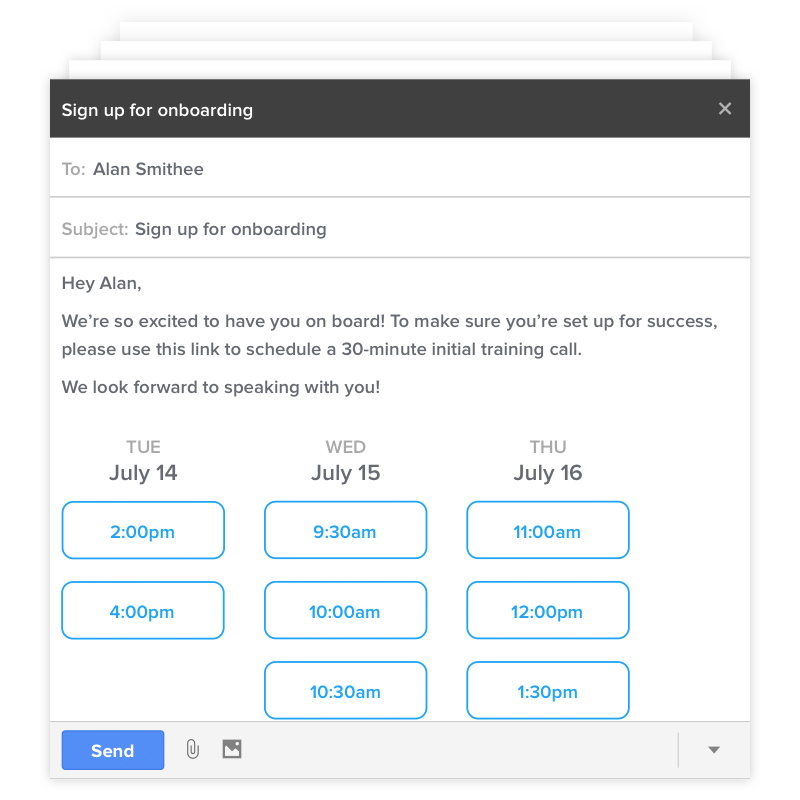 Sign up for onboarding
To: Alan Smithee
Subject: Sign up for onboarding
Hey Alan,
We’re so excited to have you on board! To make sure you’re set up for success,
please use this link to schedule a 30-minute initial training call.
We look forward to speaking with you!
TUE WED THU
July 14 July 15 July 16
2:00pm 9:30am 11:00am
4:00pm 10:00am 12:00pm
10:30am 1:30pm
Send